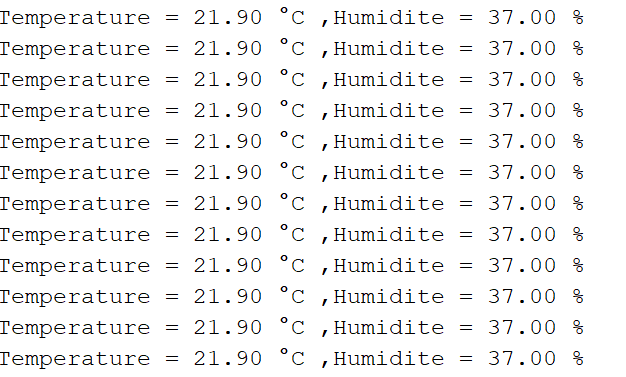 Temperature = 21.90 °C ,Humidite = 37.00 %
Temperature = 21.90 °C ,Humidite = 37.00 %
Temperature = 21.90 °C ,Humidite = 37.00 %
Temperature = 21.90 °C ,Humidite = 37.00 %
Temperature = 21.90 °C ,Humidite = 37.00 %
Temperature = 21.90 °C ,Humidite = 37.00 %
Temperature = 21.90 °C ,Humidite = 37.00 %
Temperature = 21.90 °C ,Humidite = 37.00 %
Temperature = 21.90 °C ,Humidite = 37.00 %
Temperature = 21.90 °C ,Humidite = 37.00 %
Temperature = 21.90 °C ,Humidite = 37.00 %
Temperature = 21.90 °C ,Humidite = 37.00 %